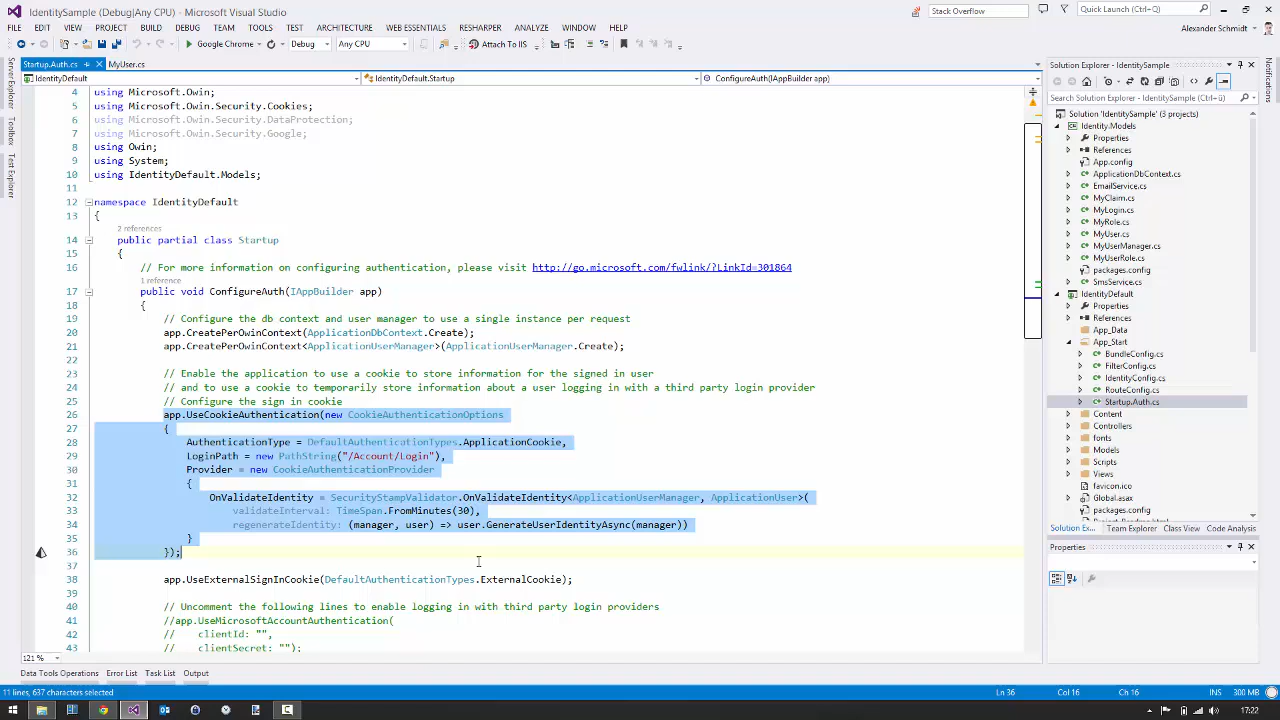 IdentitySample (Debug|Any CPU) - Microsoft Visual Studio
Stack Overflow
Quick Launch (Ctrl+Q)
FILE EDIT VIEW PROJECT BUILD DEBUG TEAM TOOLS TEST ARCHITECTURE WEB ESSENTIALS RESHARPER ANALYZE WINDOW HELP
Alexander Schmidt
Google Chrome
Debug
Any CPU
Attach To IIS
Server Explorer
Toolbox
Test Explorer
Startup.Auth.cs
MyUser.cs
IdentityDefault
IdentityDefault.Startup
ConfigureAuth(IAppBuilder app)
4 using Microsoft.Owin;
5 using Microsoft.Owin.Security.Cookies;
6 using Microsoft.Owin.Security.DataProtection;
7 using Microsoft.Owin.Security.Google;
8 using Owin;
9 using System;
10 using IdentityDefault.Models;
11
12 namespace IdentityDefault
13 {
2 references
14 public partial class Startup
15 {
16 // For more information on configuring authentication, please visit http://go.microsoft.com/fwlink/?LinkId=301864
1 reference
17 public void ConfigureAuth(IAppBuilder app)
18 {
19 // Configure the db context and user manager to use a single instance per request
20 app.CreatePerOwinContext(ApplicationDbContext.Create);
21 app.CreatePerOwinContext<ApplicationUserManager>(ApplicationUserManager.Create);
22
23 // Enable the application to use a cookie to store information for the signed in user
24 // and to use a cookie to temporarily store information about a user logging in with a third party login provider
25 // Configure the sign in cookie
26 app.UseCookieAuthentication(new CookieAuthenticationOptions
27 {
28 AuthenticationType = DefaultAuthenticationTypes.ApplicationCookie,
29 LoginPath = new PathString("/Account/Login"),
30 Provider = new CookieAuthenticationProvider
31 {
32 OnValidateIdentity = SecurityStampValidator.OnValidateIdentity<ApplicationUserManager, ApplicationUser>(
33 validateInterval: TimeSpan.FromMinutes(30),
34 regenerateIdentity: (manager, user) => user.GenerateUserIdentityAsync(manager))
35 }
36 });
37
38 app.UseExternalSignInCookie(DefaultAuthenticationTypes.ExternalCookie);
39
40 // Uncomment the following lines to enable logging in with third party login providers
41 //app.UseMicrosoftAccountAuthentication(
42 // clientId: "",
43 // clientSecret: "");
121 %
Solution Explorer - IdentitySample
Search Solution Explorer (Ctrl+ü)
Solution 'IdentitySample' (3 projects)
Identity.Models
Properties
References
App.config
ApplicationDbContext.cs
EmailService.cs
MyClaim.cs
MyLogin.cs
MyRole.cs
MyUser.cs
MyUserManager.cs
MyUserRole.cs
packages.config
SmsService.cs
IdentityDefault
Properties
References
App_Data
App_Start
BundleConfig.cs
FilterConfig.cs
IdentityConfig.cs
RouteConfig.cs
Startup.Auth.cs
Content
Controllers
fonts
Models
Scripts
Views
favicon.ico
Global.asax
packages.config
Solution Ex... Team Explorer Class View Code Analysis
Properties
Notifications
Data Tools Operations Error List Task List Output
11 lines, 637 characters selected
Ln 36 Col 16 Ch 16 INS 300 MB
17:22